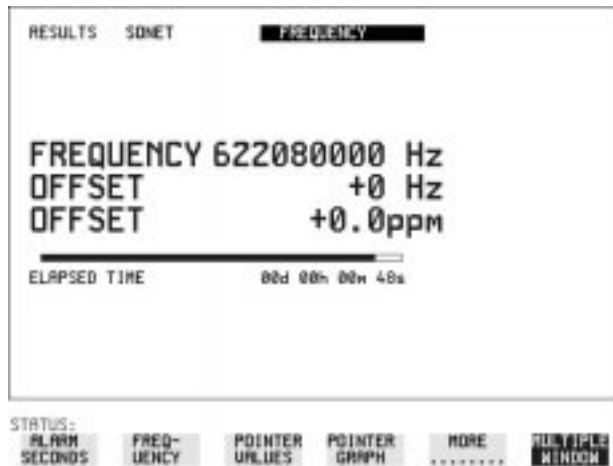 RESULTS SONET FREQUENCY
FREQUENCY 622080000 Hz
OFFSET +0 Hz
OFFSET +0.0ppm
ELAPSED TIME 00d 00h 00m 48s
STATUS:
ALARM SECONDS FREQ- UENCY POINTER VALUES POINTER GRAPH MORE ........ MULTIPLE WINDOW